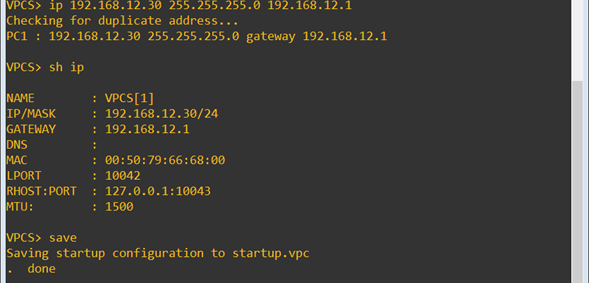 VPCS> ip 192.168.12.30 255.255.255.0 192.168.12.1
Checking for duplicate address...
PC1 : 192.168.12.30 255.255.255.0 gateway 192.168.12.1
VPCS> sh ip
NAME        : VPCS[1]
IP/MASK     : 192.168.12.30/24
GATEWAY     : 192.168.12.1
DNS         :
MAC         : 00:50:79:66:68:00
LPORT       : 10042
RHOST:PORT  : 127.0.0.1:10043
MTU:        : 1500
VPCS> save
Saving startup configuration to startup.vpc
.  done